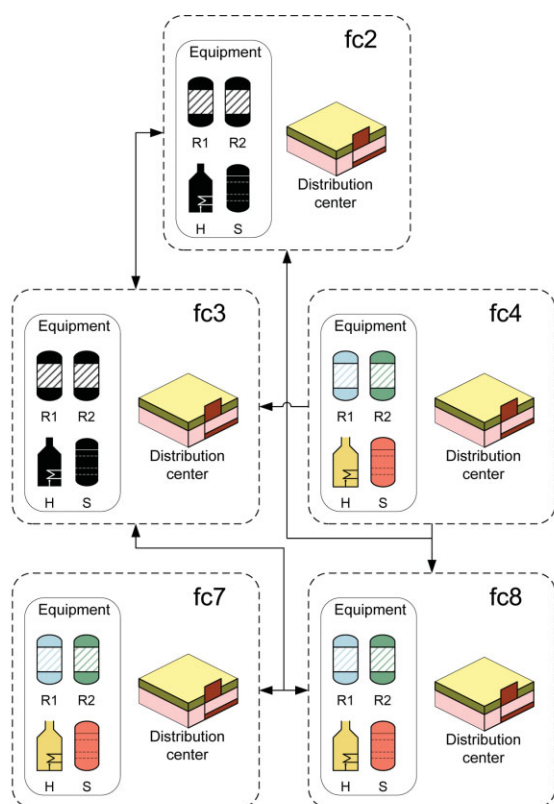 fc2
Equipment
R1 R2
H S
Distribution
center
fc3
Equipment
R1 R2
H S
Distribution
center
fc4
Equipment
R1 R2
H S
Distribution
center
fc7
Equipment
R1 R2
H S
Distribution
center
fc8
Equipment
R1 R2
H S
Distribution
center